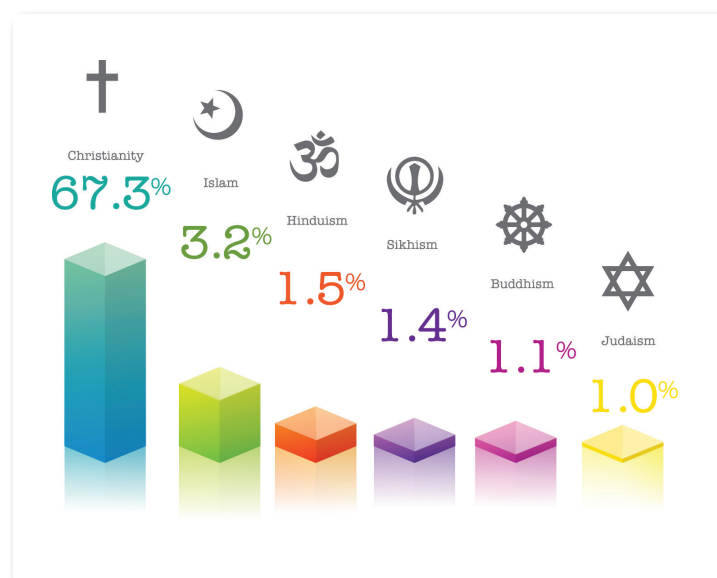 Christianity
67.3%
Islam
3.2%
Hinduism
1.5%
Sikhism
1.4%
Buddhism
1.1%
Judaism
1.0%